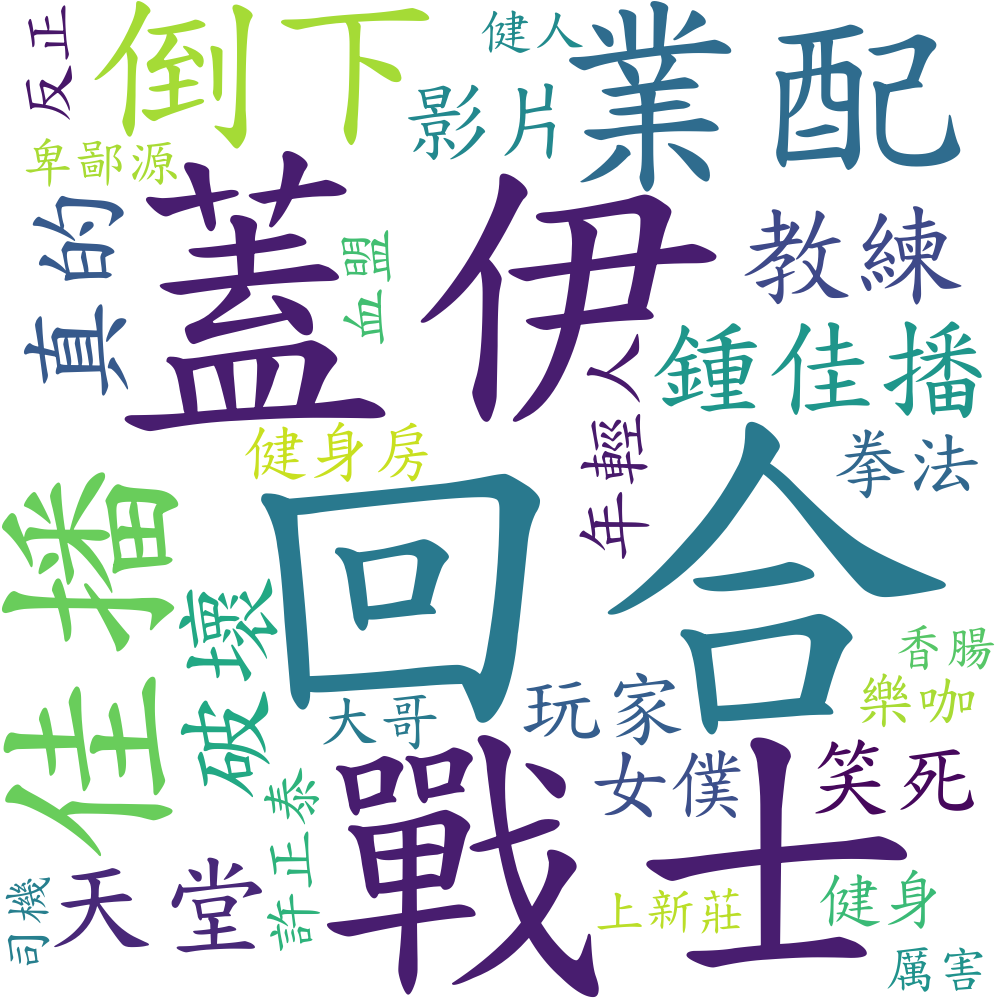 反正
倒下
健人
業配
影片
卑鄙源
真的
蓋伊
血盟
教練
年輕人
鍾佳播
健身房
拳法
佳播
回合
破壞
香腸
大哥
玩家
樂咖
戰士
女僕
笑死
許正泰
天堂
司機
上新莊
健身
厲害